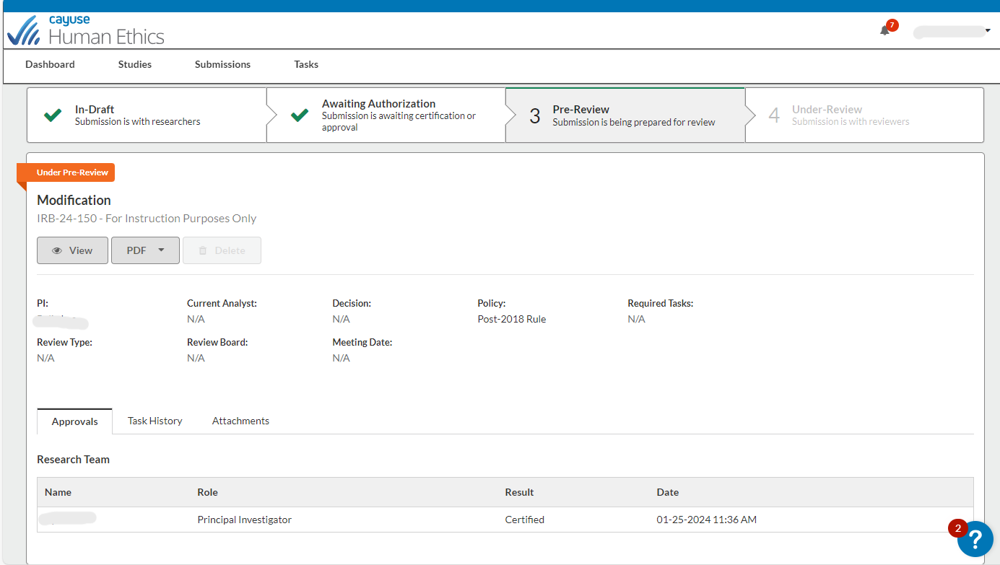 cayuse
Human Ethics
7
Dashboard Studies Submissions Tasks
In-Draft
Submission is with researchers
Awaiting Authorization
Submission is awaiting certification or
approval
3
Pre-Review
Submission is being prepared for review
4
Under-Review
Submission is with reviewers
Under Pre-Review
Modification
IRB-24-150 - For Instruction Purposes Only
View PDF Delete
PI: Current Analyst: Decision: Policy: Required Tasks:
N/A N/A Post-2018 Rule N/A
Review Type: Review Board: Meeting Date:
N/A N/A N/A
Approvals Task History Attachments
Research Team
Name Role Result Date
Principal Investigator Certified 01-25-2024 11:36 AM
2
?